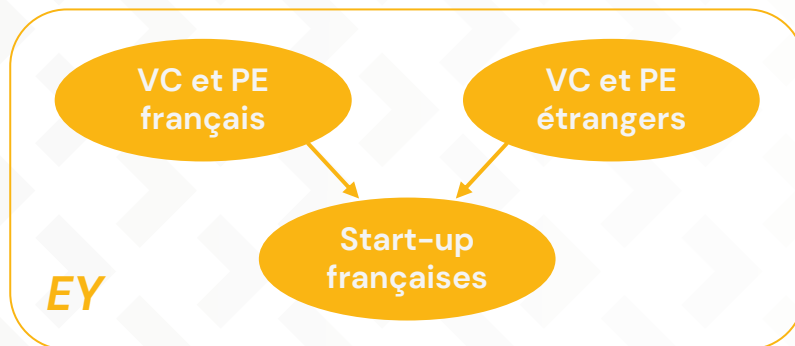 VC et PE
français
VC et PE
étrangers
Start-up
françaises
EY